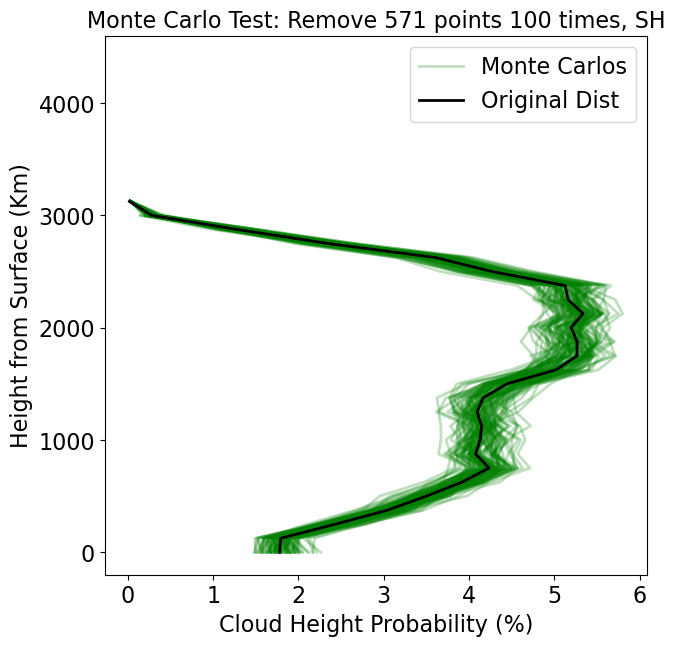 Monte Carlo Test: Remove 571 points 100 times, SH
Monte Carlos
Original Dist
Height from Surface (Km)
4000
3000
2000
1000
0
0 1 2 3 4 5 6
Cloud Height Probability (%)